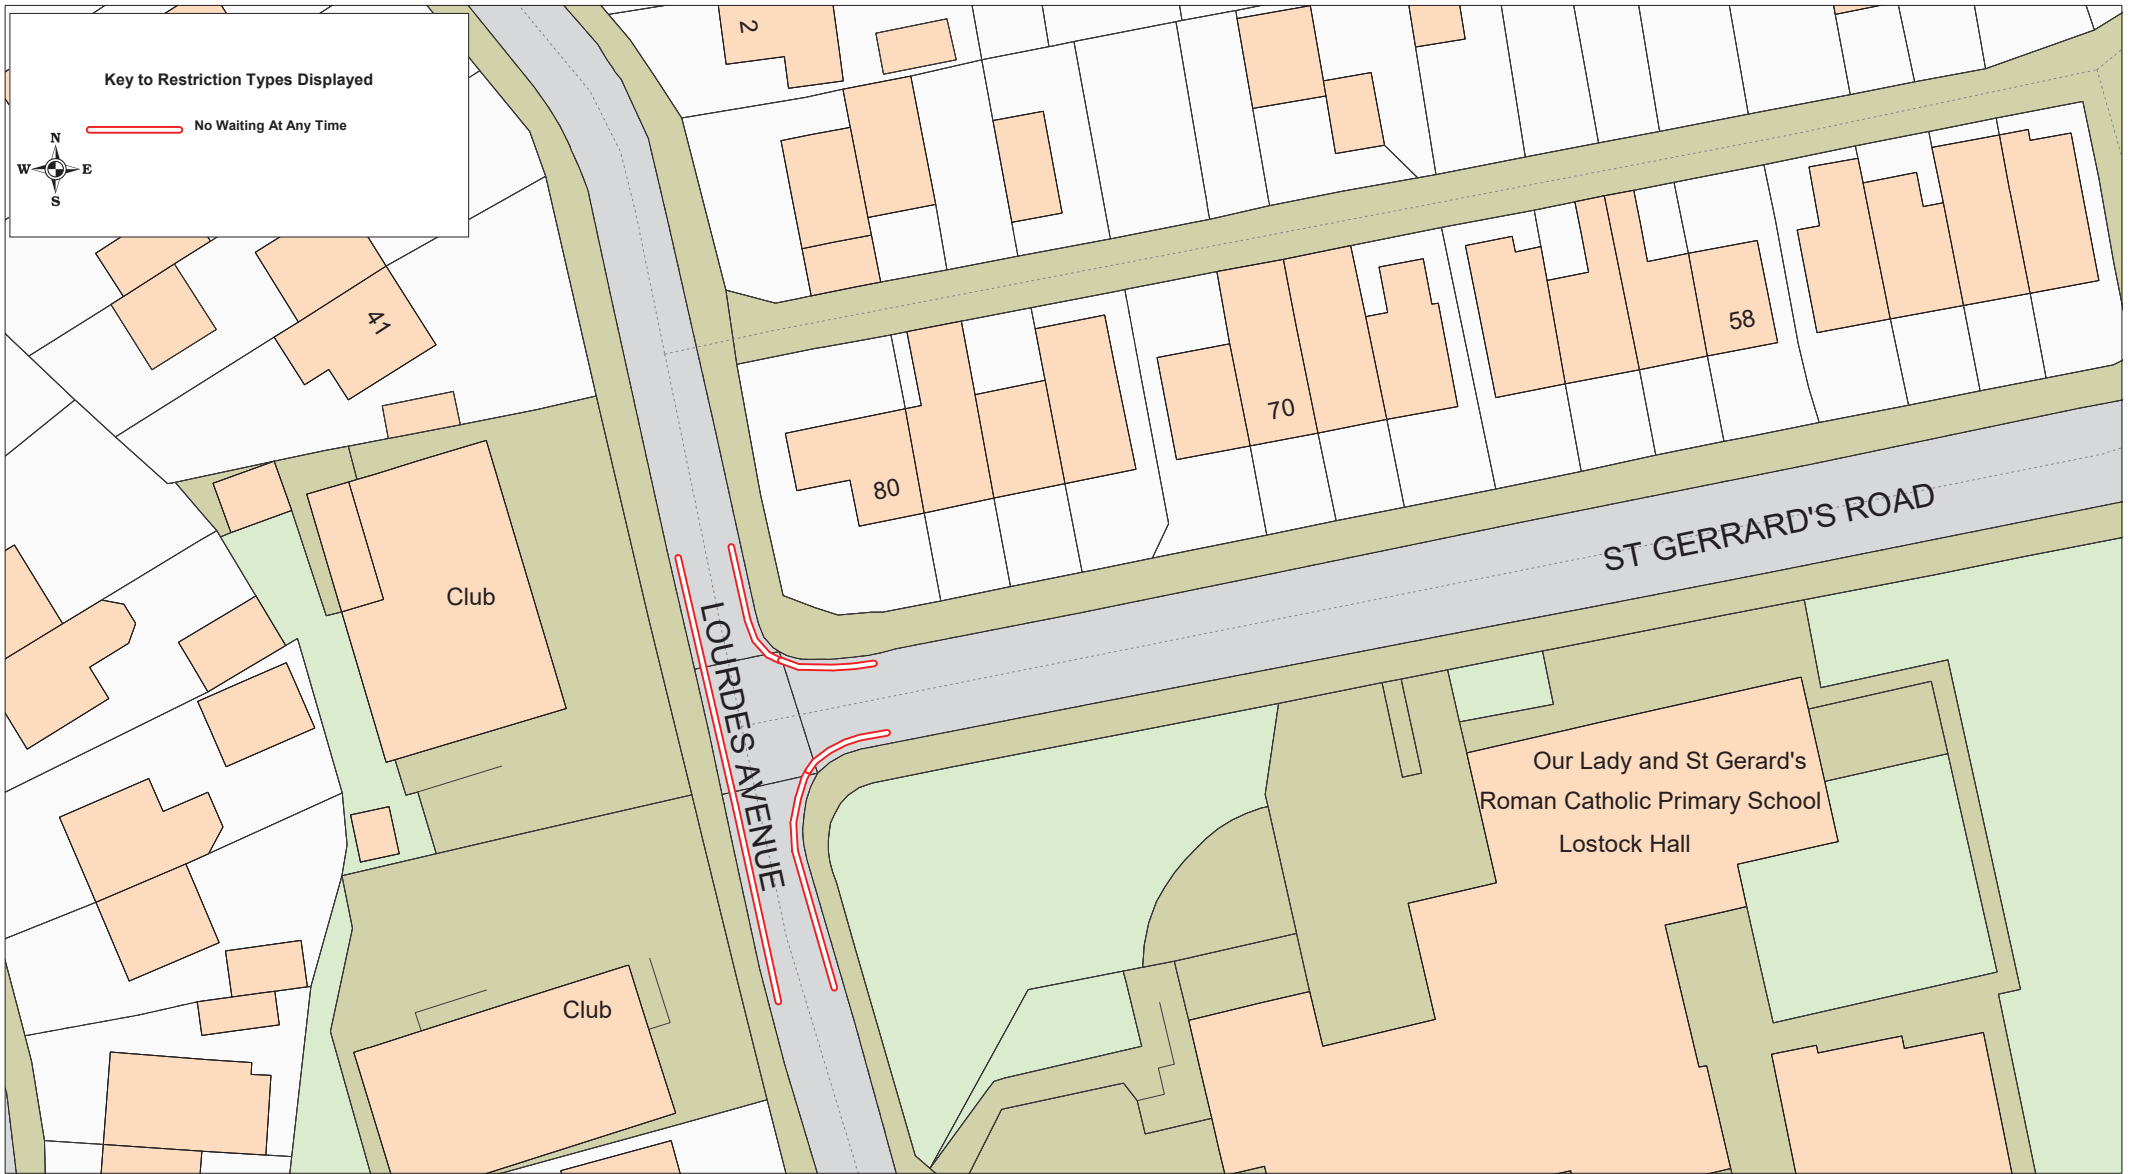 Key to Restriction Types Displayed
No Waiting At Any Time
N
W E
S
2
41
58
70
80
ST GERRARD'S ROAD
Club
LOURDES AVENUE
Our Lady and St Gerard's
Roman Catholic Primary School
Lostock Hall
Club